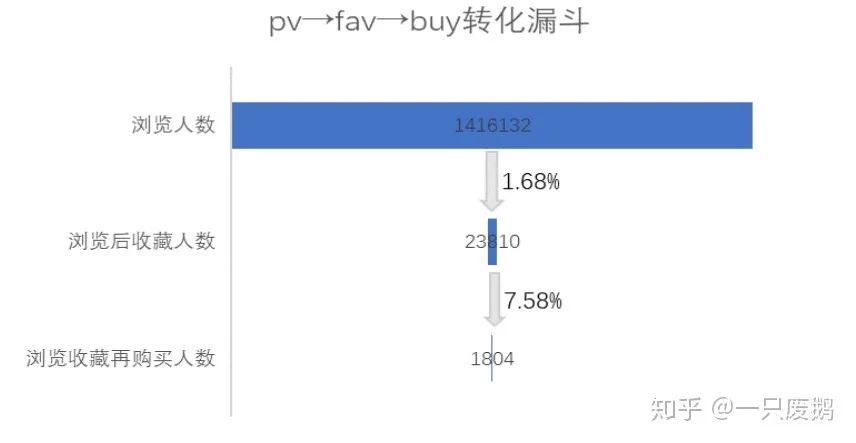 pv→fav→buy转化漏斗
浏览人数
1416132
1.68%
浏览后收藏人数
23810
7.58%
浏览收藏再购买人数
1804
知乎 @一只废鹅